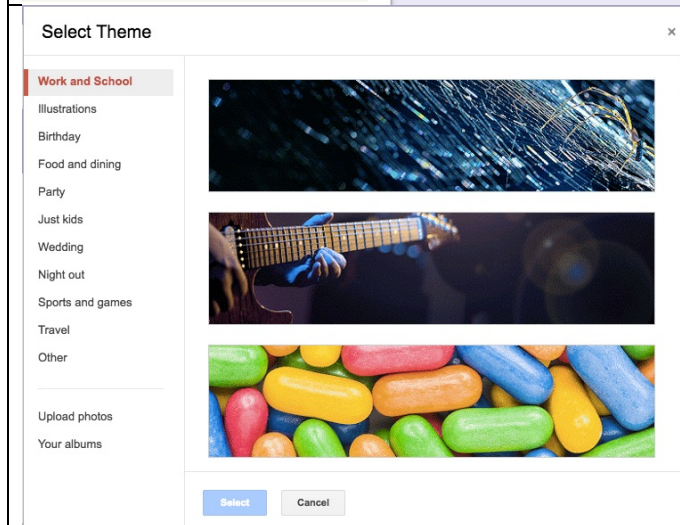 Select Theme
×
Work and School
Illustrations
Birthday
Food and dining
Party
Just kids
Wedding
Night out
Sports and games
Travel
Other
Upload photos
Your albums
Select Cancel